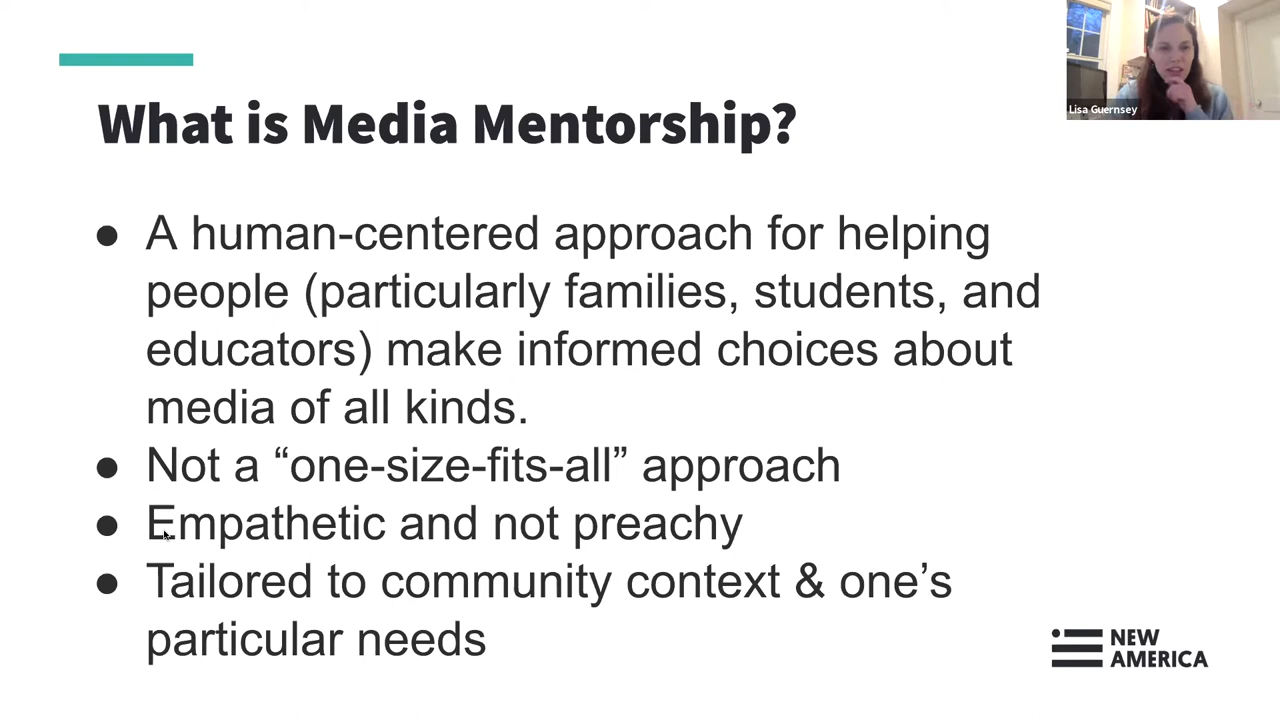 Lisa Guernsey
What is Media Mentorship?
● A human-centered approach for helping
people (particularly families, students, and
educators) make informed choices about
media of all kinds.
● Not a “one-size-fits-all” approach
● Empathetic and not preachy
● Tailored to community context & one’s
particular needs
NEW
AMERICA